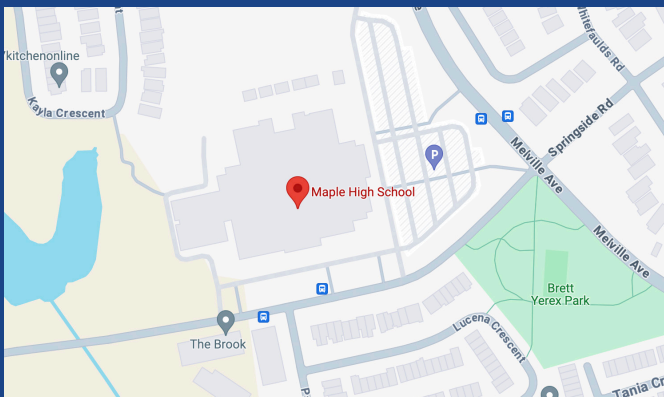 Whitefaulds Rd
/kitchenonline
Kayla Crescent
P
Springside Rd
Melville Ave
Maple High School
Melville Ave
Brett
Yerex Park
Lucena Crescent
The Brook
Tania Cr